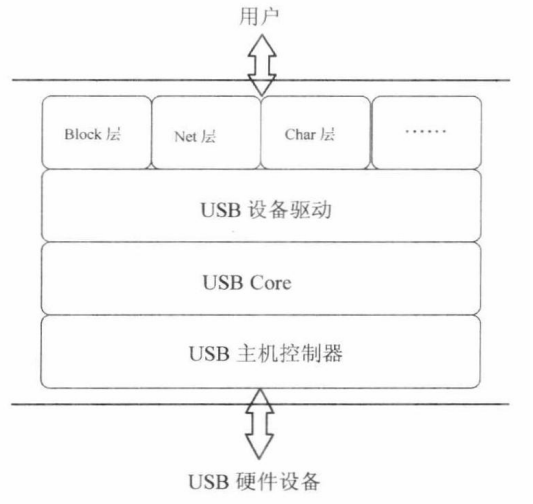 用户
Block 层 Net 层 Char 层 ······
USB 设备驱动
USB Core
USB 主机控制器
USB 硬件设备